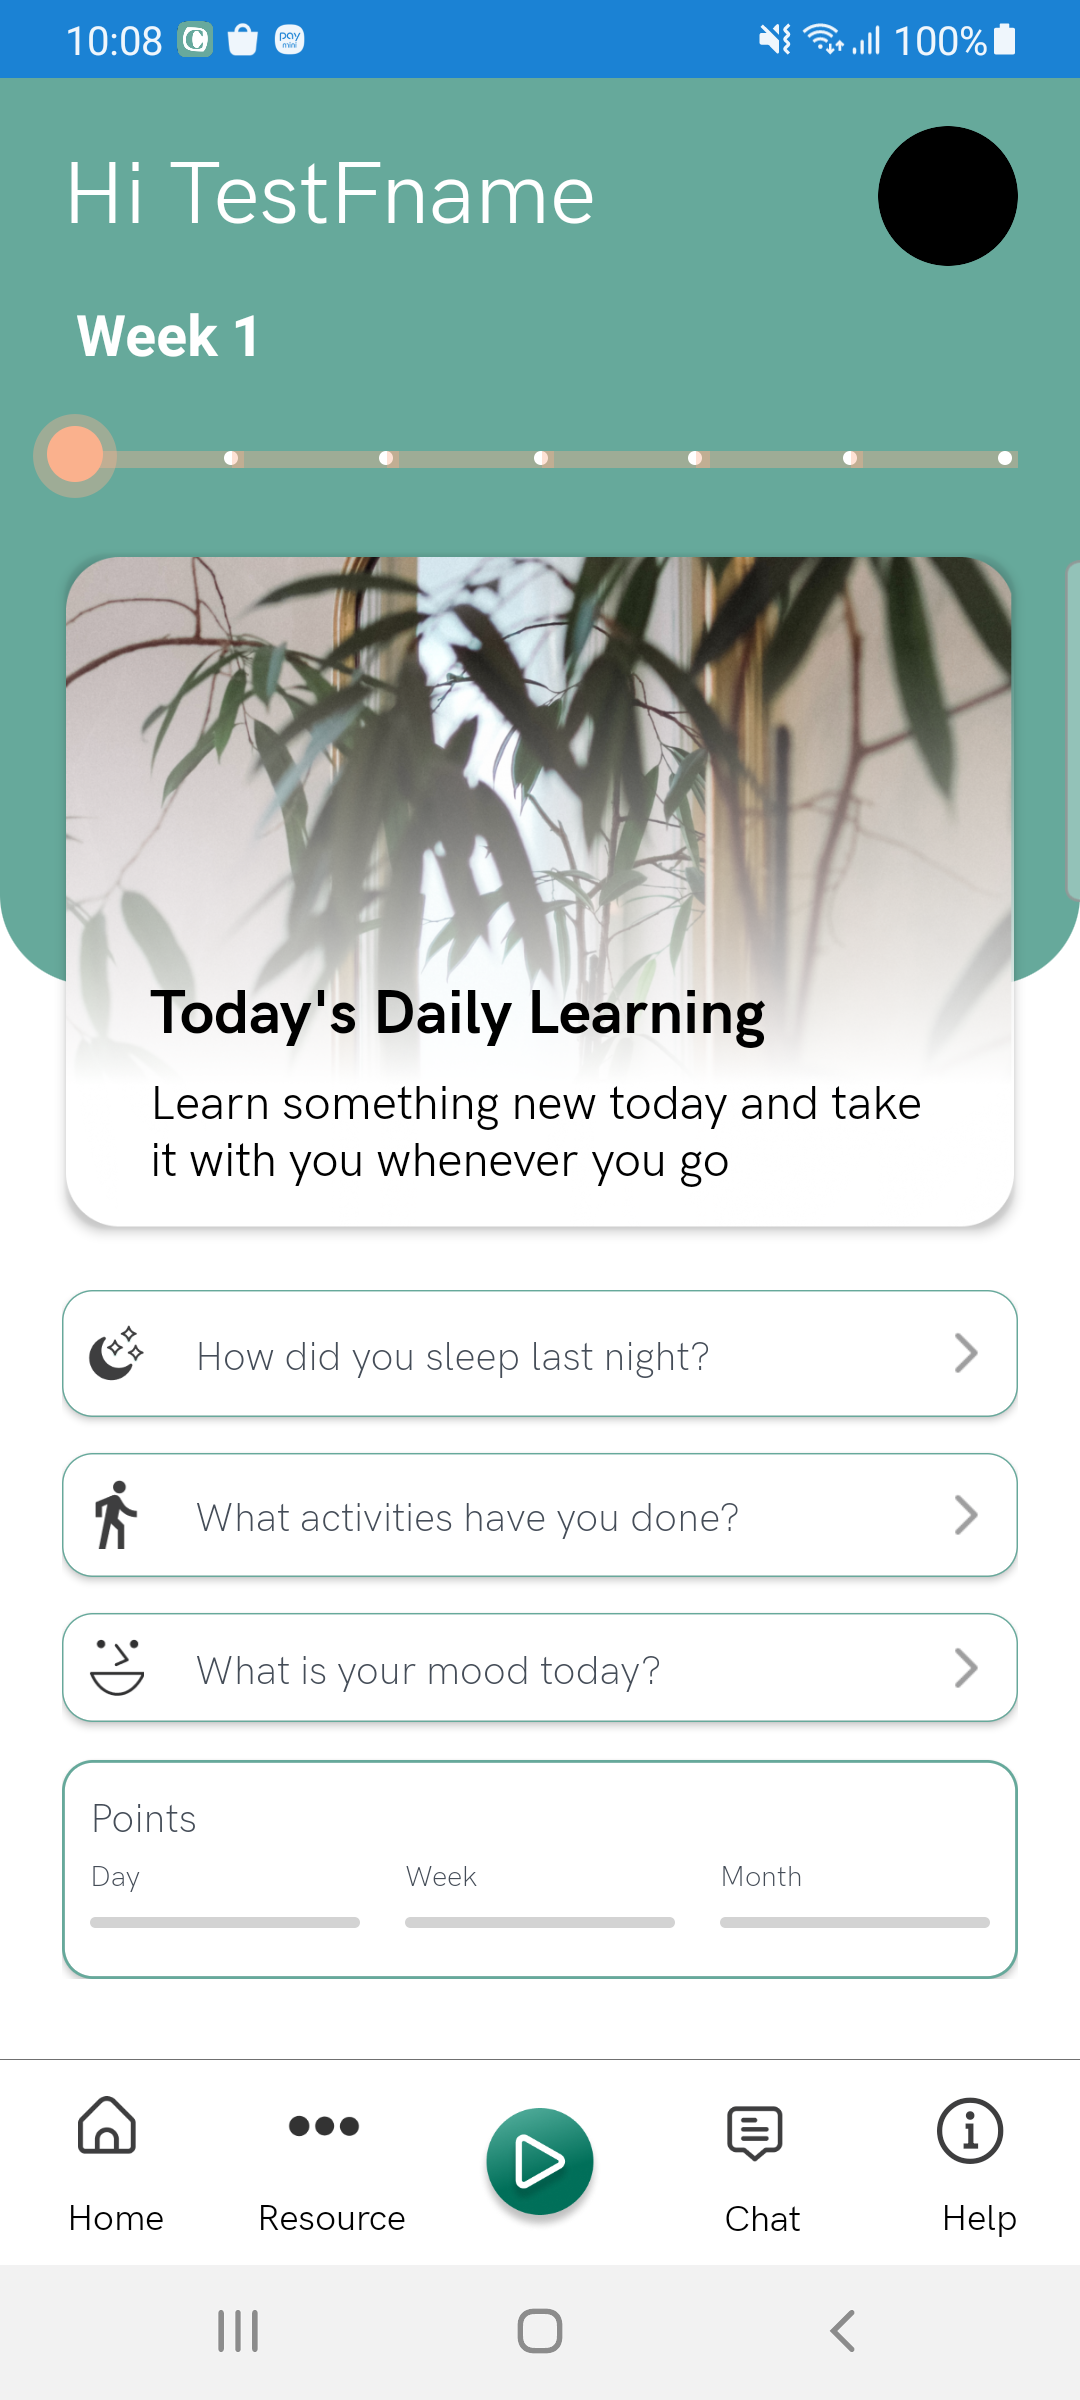 10:08
pay
mini
100%
Hi TestFname
Week 1
Today's Daily Learning
Learn something new today and take
it with you whenever you go
How did you sleep last night?
What activities have you done?
What is your mood today?
Points
Day Week Month
Home Resource Chat Help